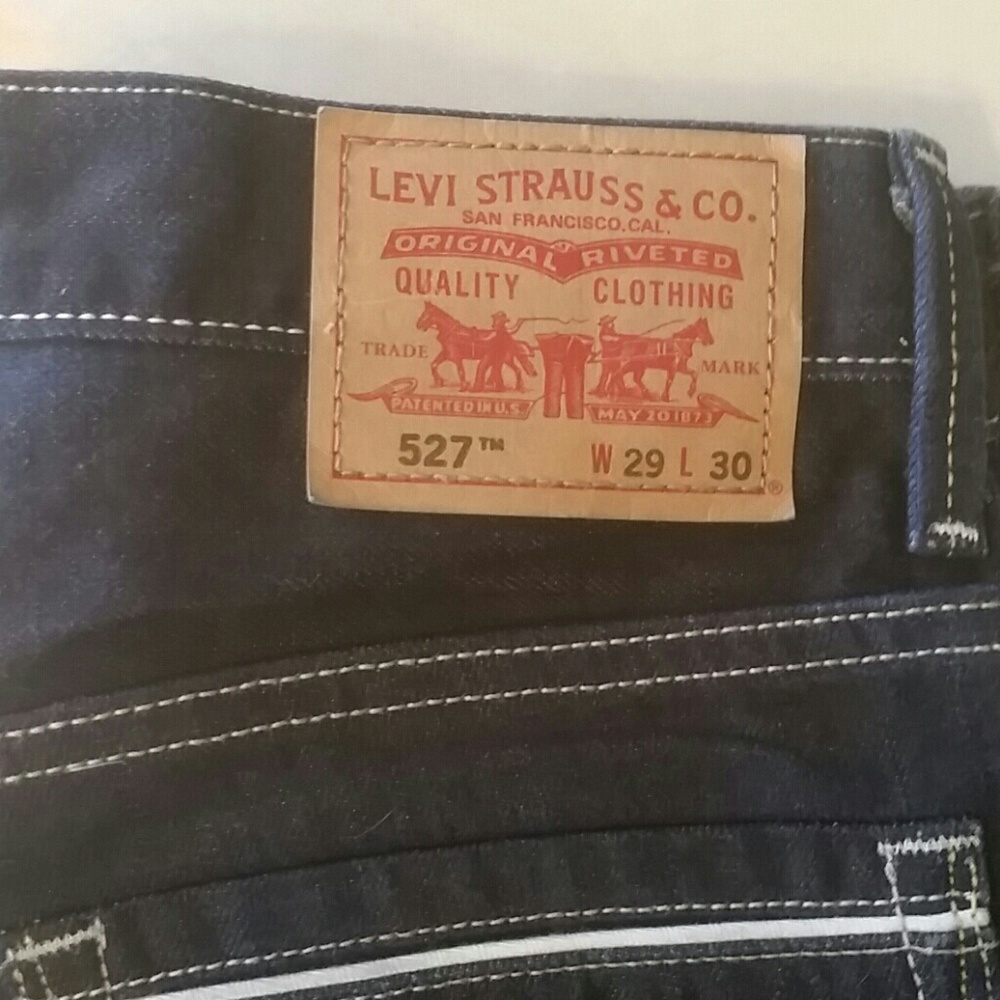 LEVI STRAUSS & CO.
SAN FRANCISCO.CAL.
ORIGINAL RIVETED
QUALITY CLOTHING
TRADE MARK
PATENTED IN U.S. MAY 20 1873
527™ W 29 L 30
®